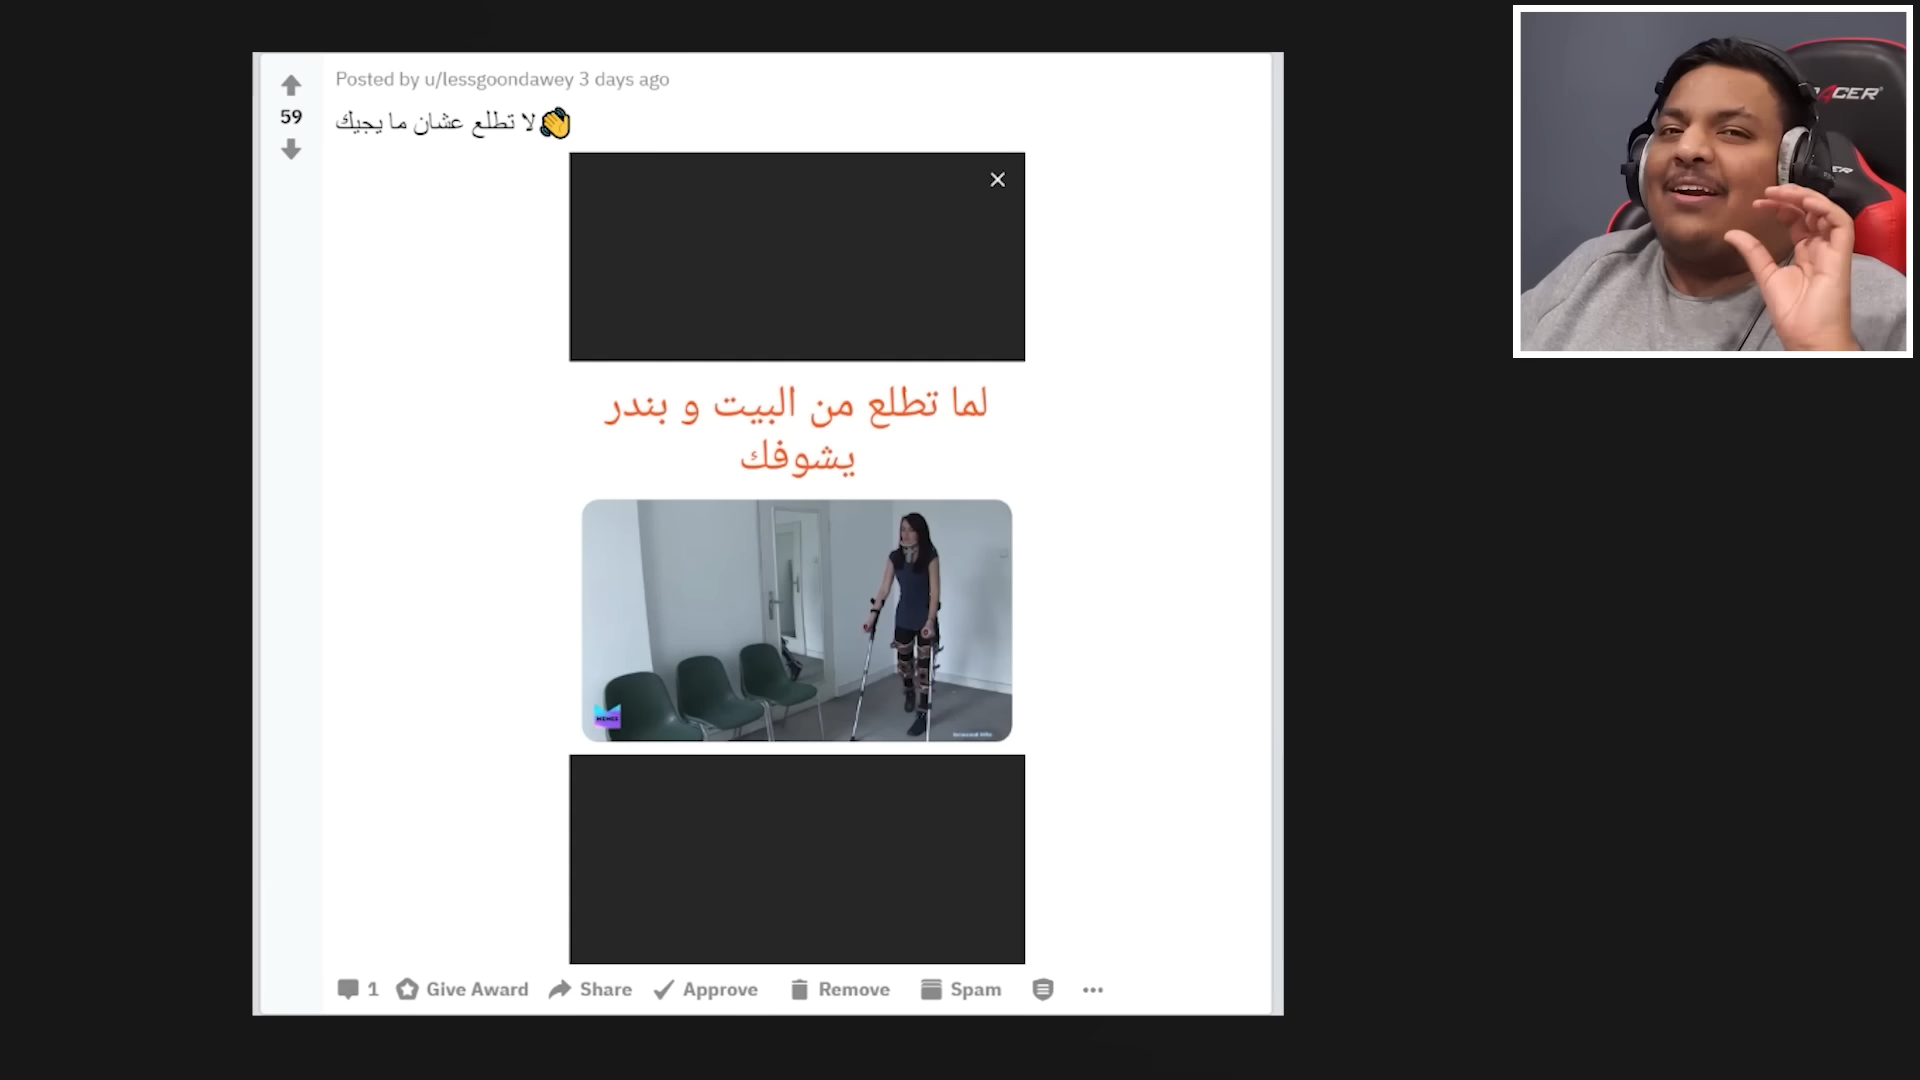 Posted by u/lessgoondawey 3 days ago
59
لا تطلع عشان ما يجيك
لما تطلع من البيت و بندر
يشوفك
MEMES
1 Give Award Share Approve Remove Spam